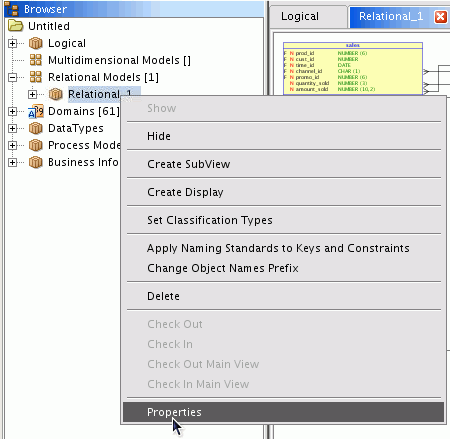 Browser
Untitled
Logical
Multidimensional Models []
Relational Models [1]
Relational_1
Domains [61]
DataTypes
Process Mode
Business Info
Show
Hide
Create SubView
Create Display
Set Classification Types
Apply Naming Standards to Keys and Constraints
Change Object Names Prefix
Delete
Check Out
Check In
Check Out Main View
Check In Main View
Properties
Logical
Relational_1
sales
F N prod_id NUMBER (6)
F N cust_id NUMBER
F N time_id DATE
F N channel_id CHAR (1)
F N promo_id NUMBER (6)
N quantity_sold NUMBER (3)
N amount_sold NUMBER (10,2)